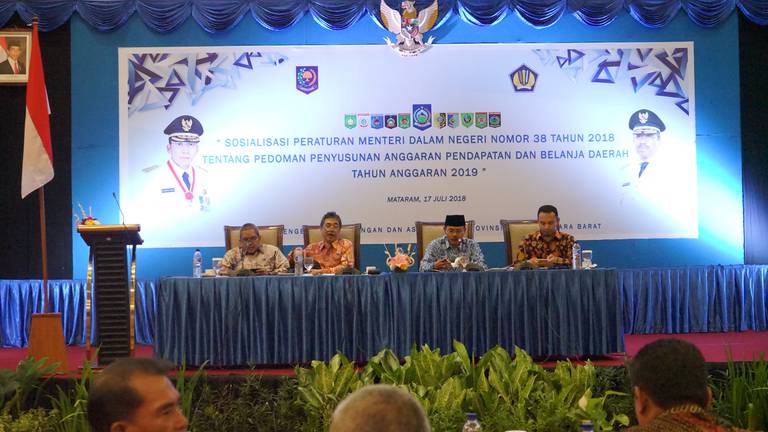 " SOSIALISASI PERATURAN MENTERI DALAM NEGERI NOMOR 38 TAHUN 2018
TENTANG PEDOMAN PENYUSUNAN ANGGARAN PENDAPATAN DAN BELANJA DAERAH
TAHUN ANGGARAN 2019 "
MATARAM, 17 JULI 2018